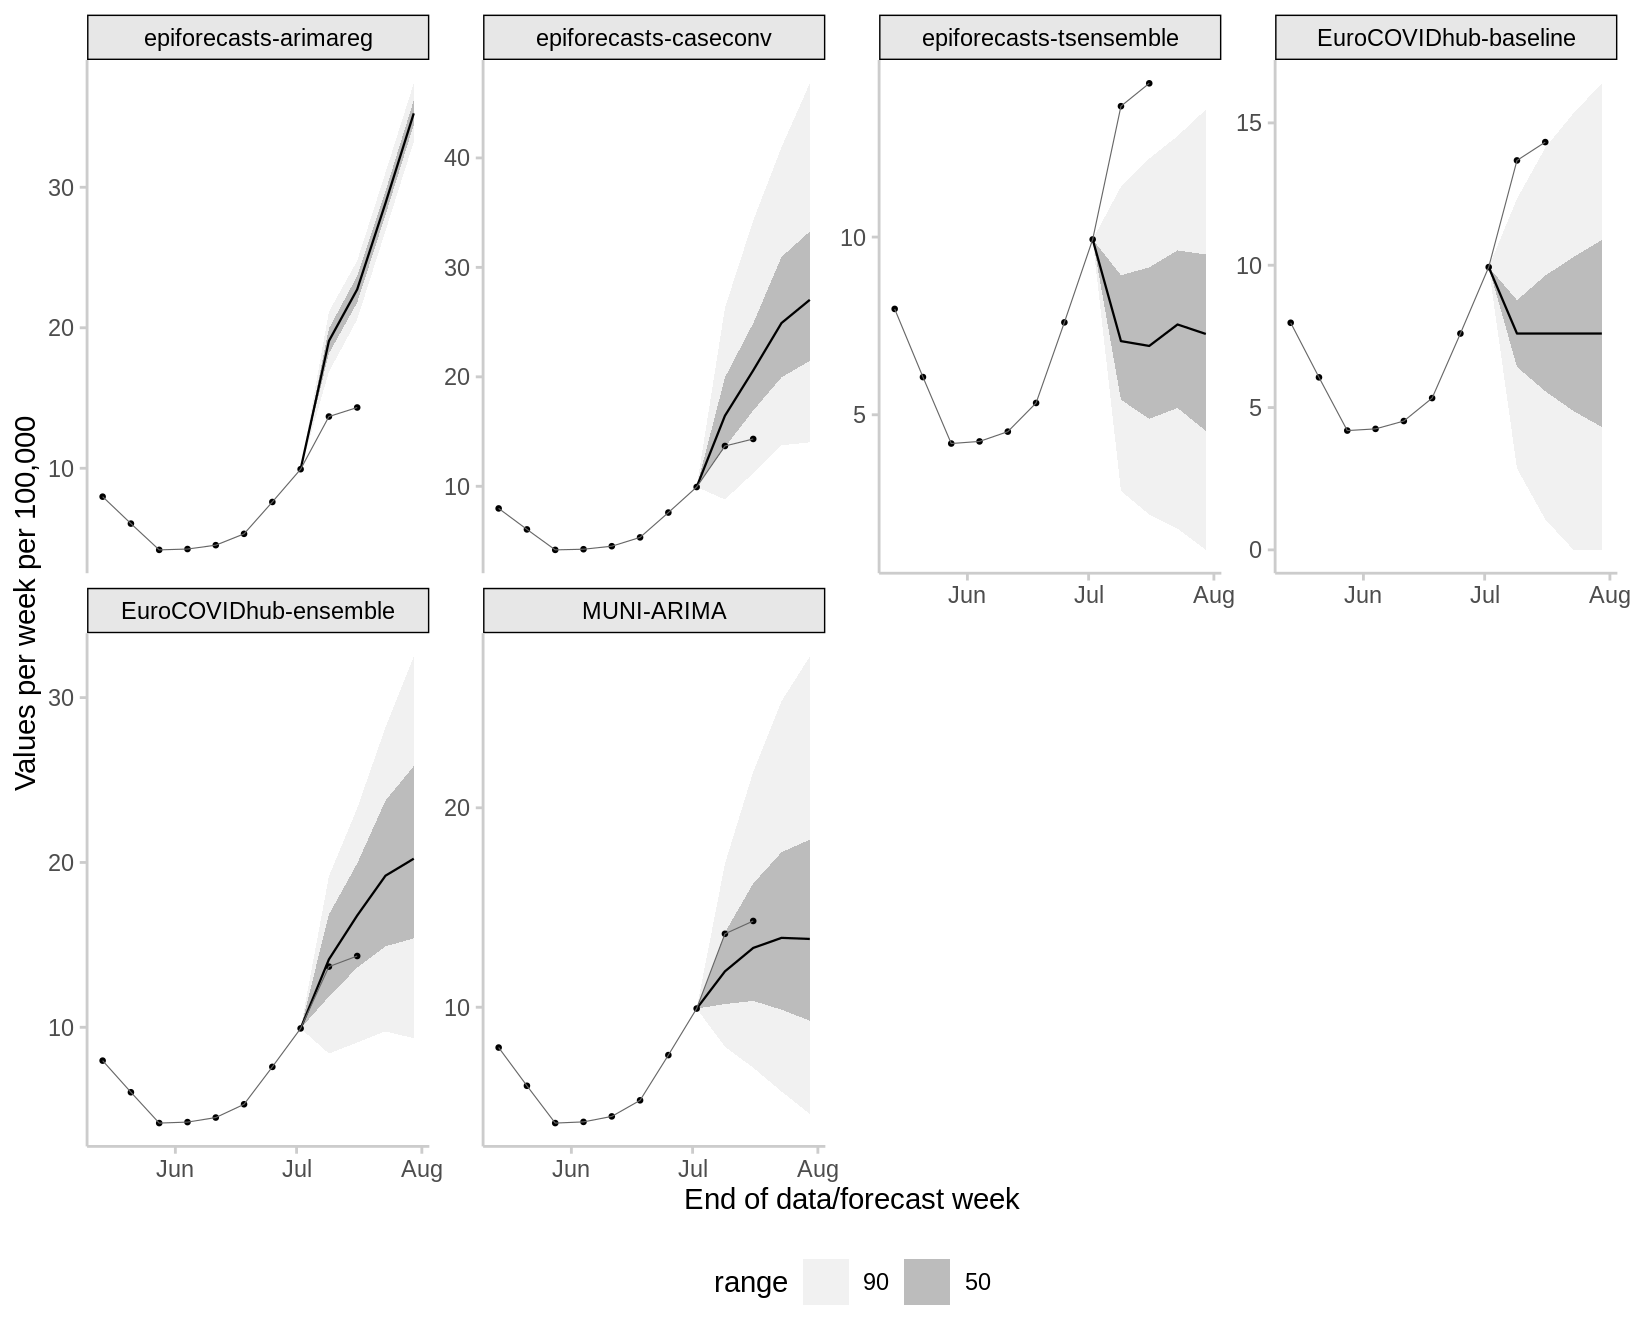 epiforecasts-arimareg
epiforecasts-caseconv
epiforecasts-tsensemble
EuroCOVIDhub-baseline
30
20
10
40
30
20
10
10
5
15
10
5
0
Jun
Jul
Aug
Jun
Jul
Aug
Values per week per 100,000
EuroCOVIDhub-ensemble
MUNI-ARIMA
30
20
10
20
10
Jun
Jul
Aug
Jun
Jul
Aug
End of data/forecast week
range
90
50